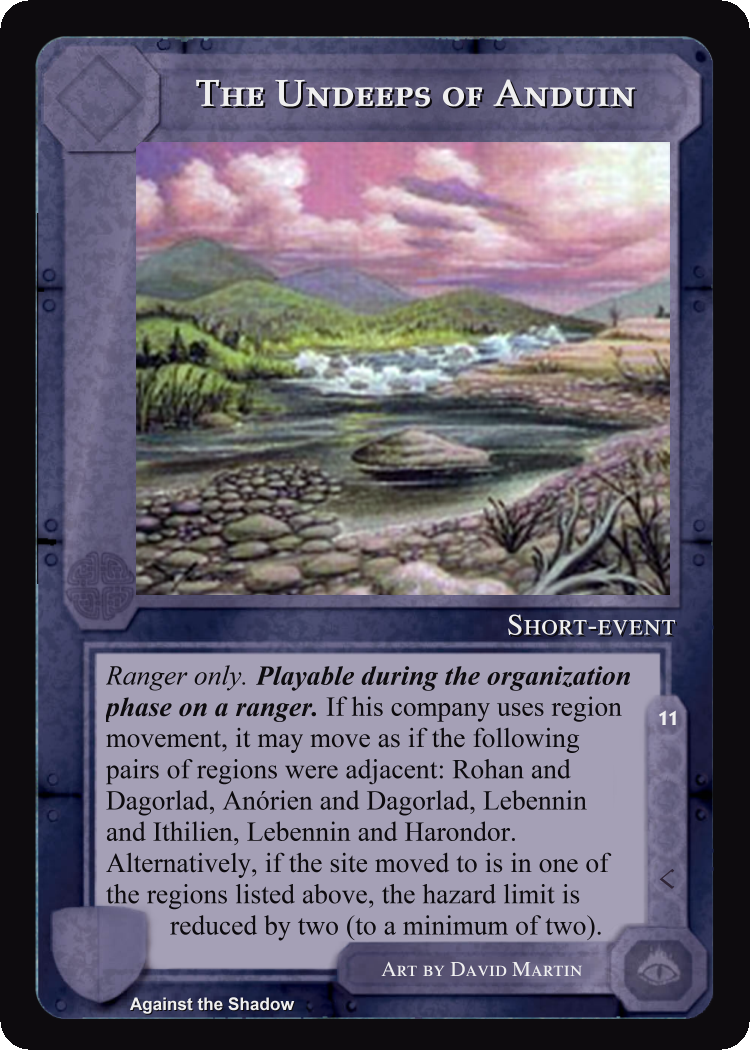 The Undeeps of Anduin
Short-event
Ranger only. Playable during the organization
phase on a ranger. If his company uses region
movement, it may move as if the following
pairs of regions were adjacent: Rohan and
Dagorlad, Anórien and Dagorlad, Lebennin
and Ithilien, Lebennin and Harondor.
Alternatively, if the site moved to is in one of
the regions listed above, the hazard limit is
reduced by two (to a minimum of two).
11
Art by David Martin
Against the Shadow